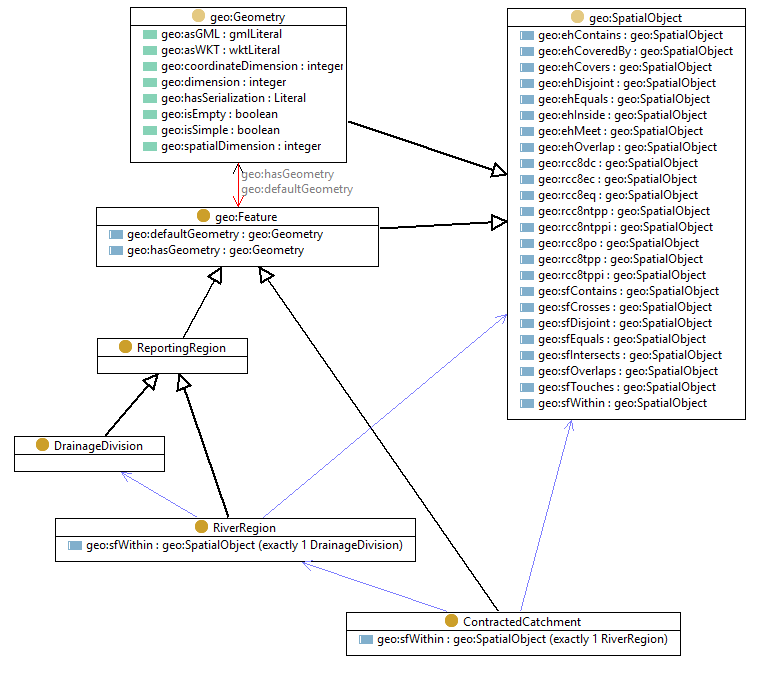 geo:Geometry
geo:asGML : gmlLiteral
geo:asWKT : wktLiteral
geo:coordinateDimension : integer
geo:dimension : integer
geo:hasSerialization : Literal
geo:isEmpty : boolean
geo:isSimple : boolean
geo:spatialDimension : integer
geo:SpatialObject
geo:ehContains : geo:SpatialObject
geo:ehCoveredBy : geo:SpatialObject
geo:ehCovers : geo:SpatialObject
geo:ehDisjoint : geo:SpatialObject
geo:ehEquals : geo:SpatialObject
geo:ehInside : geo:SpatialObject
geo:ehMeet : geo:SpatialObject
geo:ehOverlap : geo:SpatialObject
geo:rcc8dc : geo:SpatialObject
geo:rcc8ec : geo:SpatialObject
geo:rcc8eq : geo:SpatialObject
geo:rcc8ntpp : geo:SpatialObject
geo:rcc8ntppi : geo:SpatialObject
geo:rcc8po : geo:SpatialObject
geo:rcc8tpp : geo:SpatialObject
geo:rcc8tppi : geo:SpatialObject
geo:sfContains : geo:SpatialObject
geo:sfCrosses : geo:SpatialObject
geo:sfDisjoint : geo:SpatialObject
geo:sfEquals : geo:SpatialObject
geo:sfIntersects : geo:SpatialObject
geo:sfOverlaps : geo:SpatialObject
geo:sfTouches : geo:SpatialObject
geo:sfWithin : geo:SpatialObject
geo:hasGeometry
geo:defaultGeometry
geo:Feature
geo:defaultGeometry : geo:Geometry
geo:hasGeometry : geo:Geometry
ReportingRegion
DrainageDivision
RiverRegion
geo:sfWithin : geo:SpatialObject (exactly 1 DrainageDivision)
ContractedCatchment
geo:sfWithin : geo:SpatialObject (exactly 1 RiverRegion)